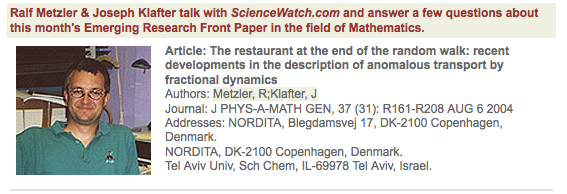 Ralf Metzler & Joseph Klafter talk with ScienceWatch.com and answer a few questions about
this month's Emerging Research Front Paper in the field of Mathematics.
Article: The restaurant at the end of the random walk: recent
developments in the description of anomalous transport by
fractional dynamics
Authors: Metzler, R;Klafter, J
Journal: J PHYS-A-MATH GEN, 37 (31): R161-R208 AUG 6 2004
Addresses: NORDITA, Blegdamsvej 17, DK-2100 Copenhagen,
Denmark.
NORDITA, DK-2100 Copenhagen, Denmark.
Tel Aviv Univ, Sch Chem, IL-69978 Tel Aviv, Israel.